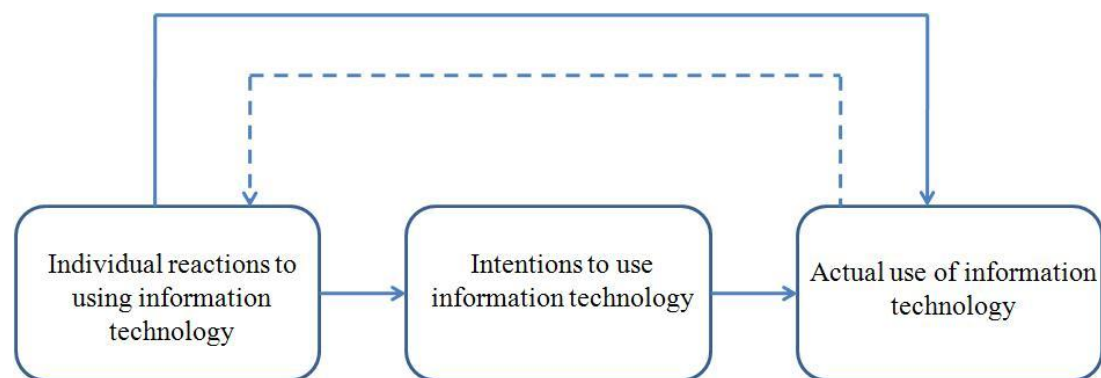 Individual reactions to
using information
technology
Intentions to use
information technology
Actual use of information
technology